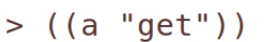 > ((a "get"))